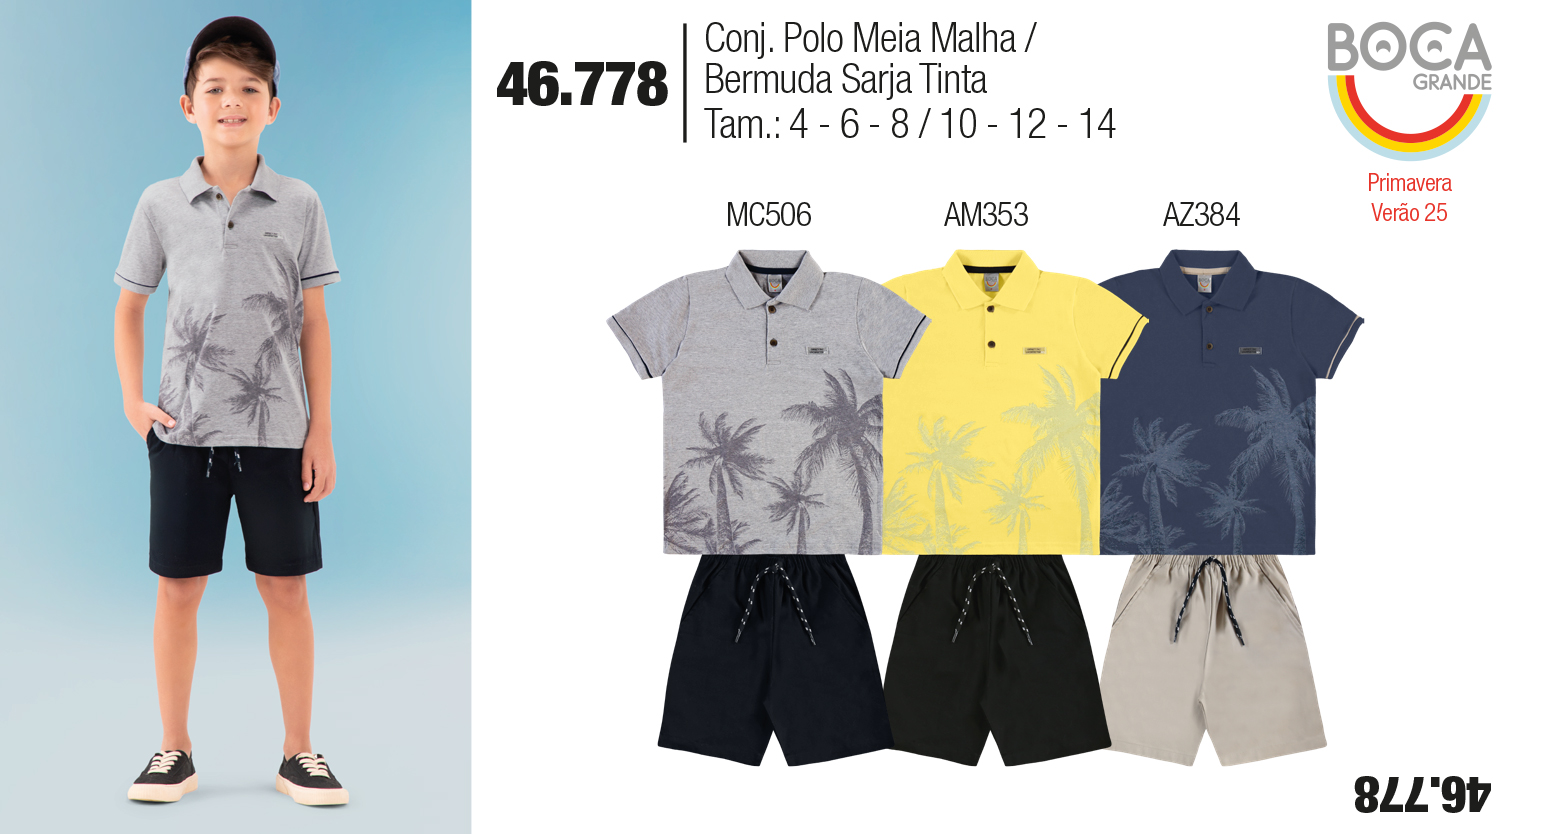 46.778
Conj. Polo Meia Malha /
Bermuda Sarja Tinta
Tam.: 4 - 6 - 8 / 10 - 12 - 14
BOCA
GRANDE
Primavera
Verão 25
MC506
AM353
AZ384
46.778